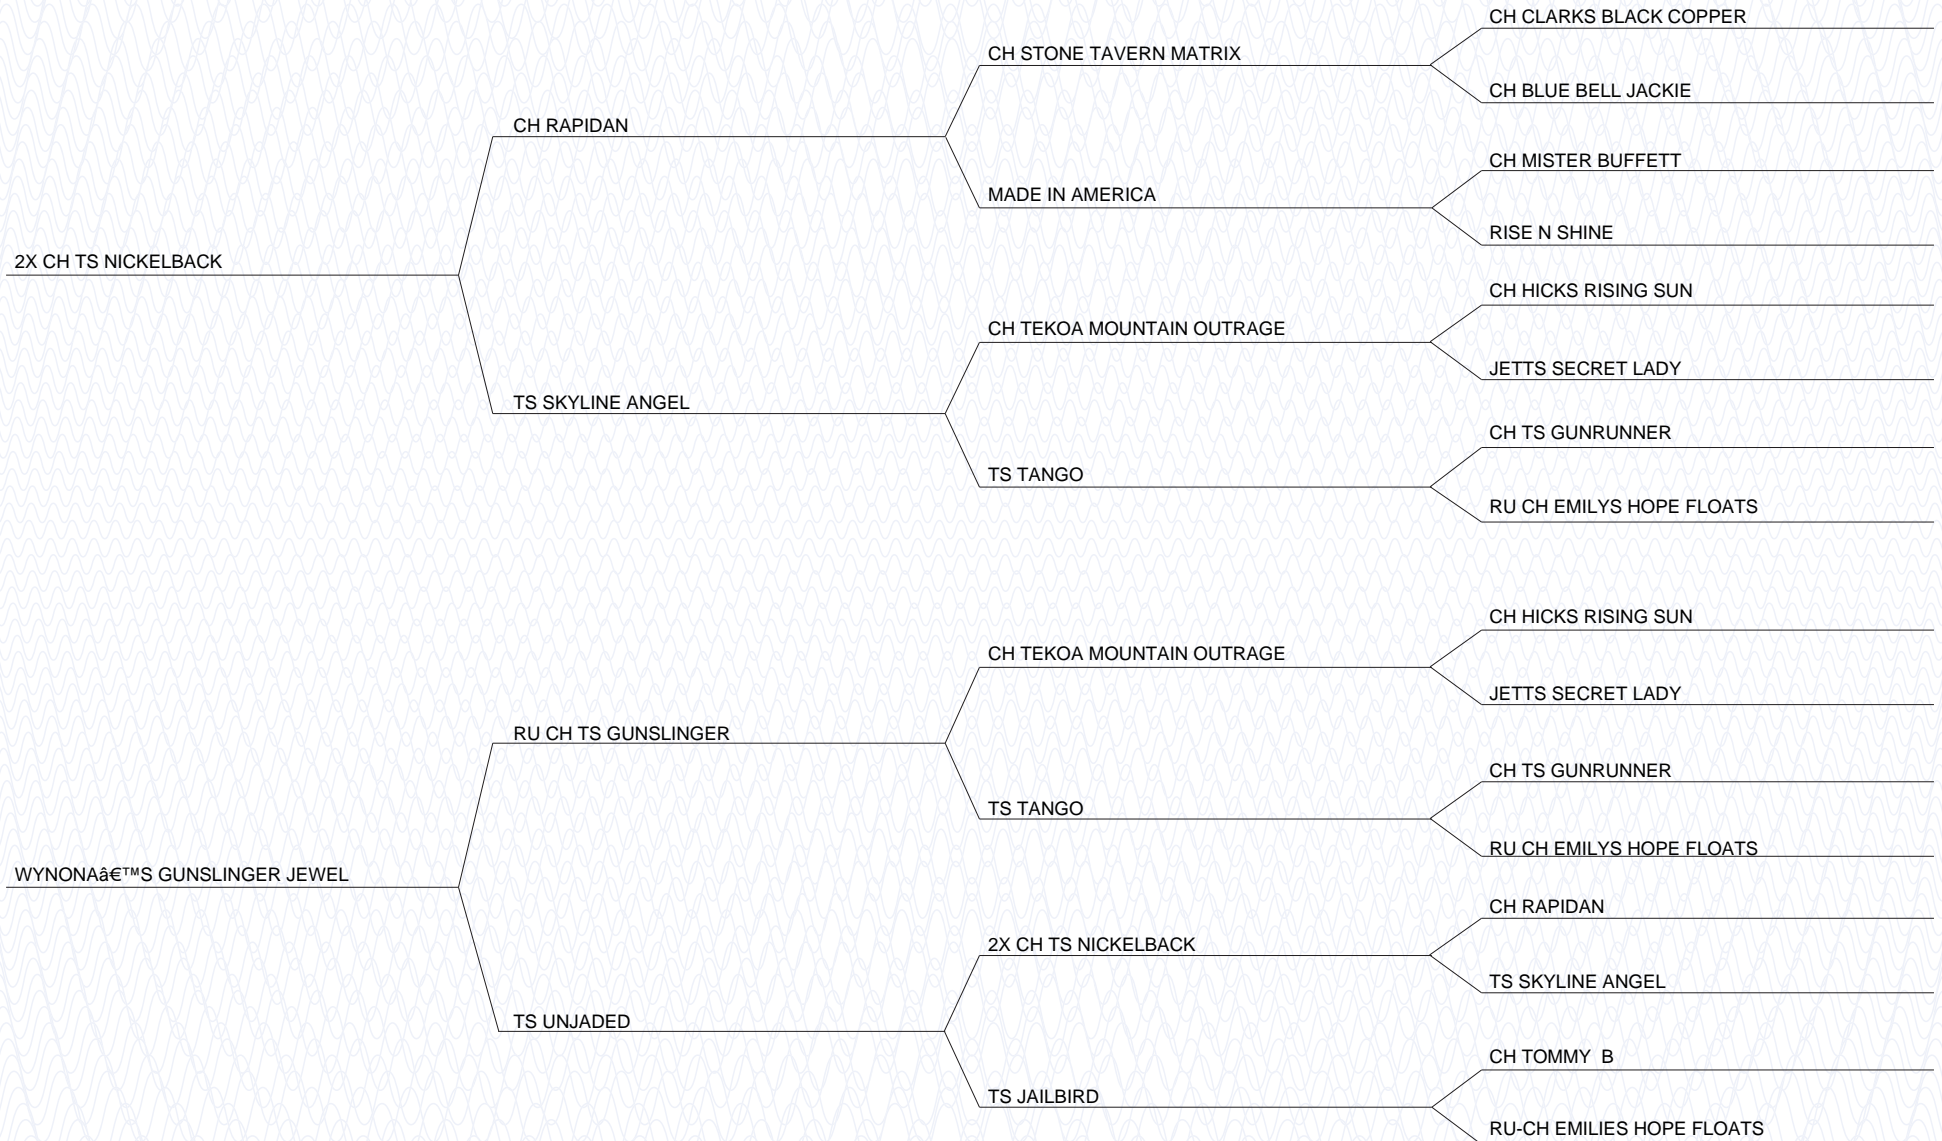 CH CLARKS BLACK COPPER
CH STONE TAVERN MATRIX
CH BLUE BELL JACKIE
CH RAPIDAN
CH MISTER BUFFETT
MADE IN AMERICA
RISE N SHINE
2X CH TS NICKELBACK
CH HICKS RISING SUN
CH TEKOA MOUNTAIN OUTRAGE
JETTS SECRET LADY
TS SKYLINE ANGEL
CH TS GUNRUNNER
TS TANGO
RU CH EMILYS HOPE FLOATS
CH HICKS RISING SUN
CH TEKOA MOUNTAIN OUTRAGE
JETTS SECRET LADY
RU CH TS GUNSLINGER
CH TS GUNRUNNER
TS TANGO
RU CH EMILYS HOPE FLOATS
WYNONA’S GUNSLINGER JEWEL
CH RAPIDAN
2X CH TS NICKELBACK
TS SKYLINE ANGEL
TS UNJADED
CH TOMMY  B
TS JAILBIRD
RU-CH EMILIES HOPE FLOATS